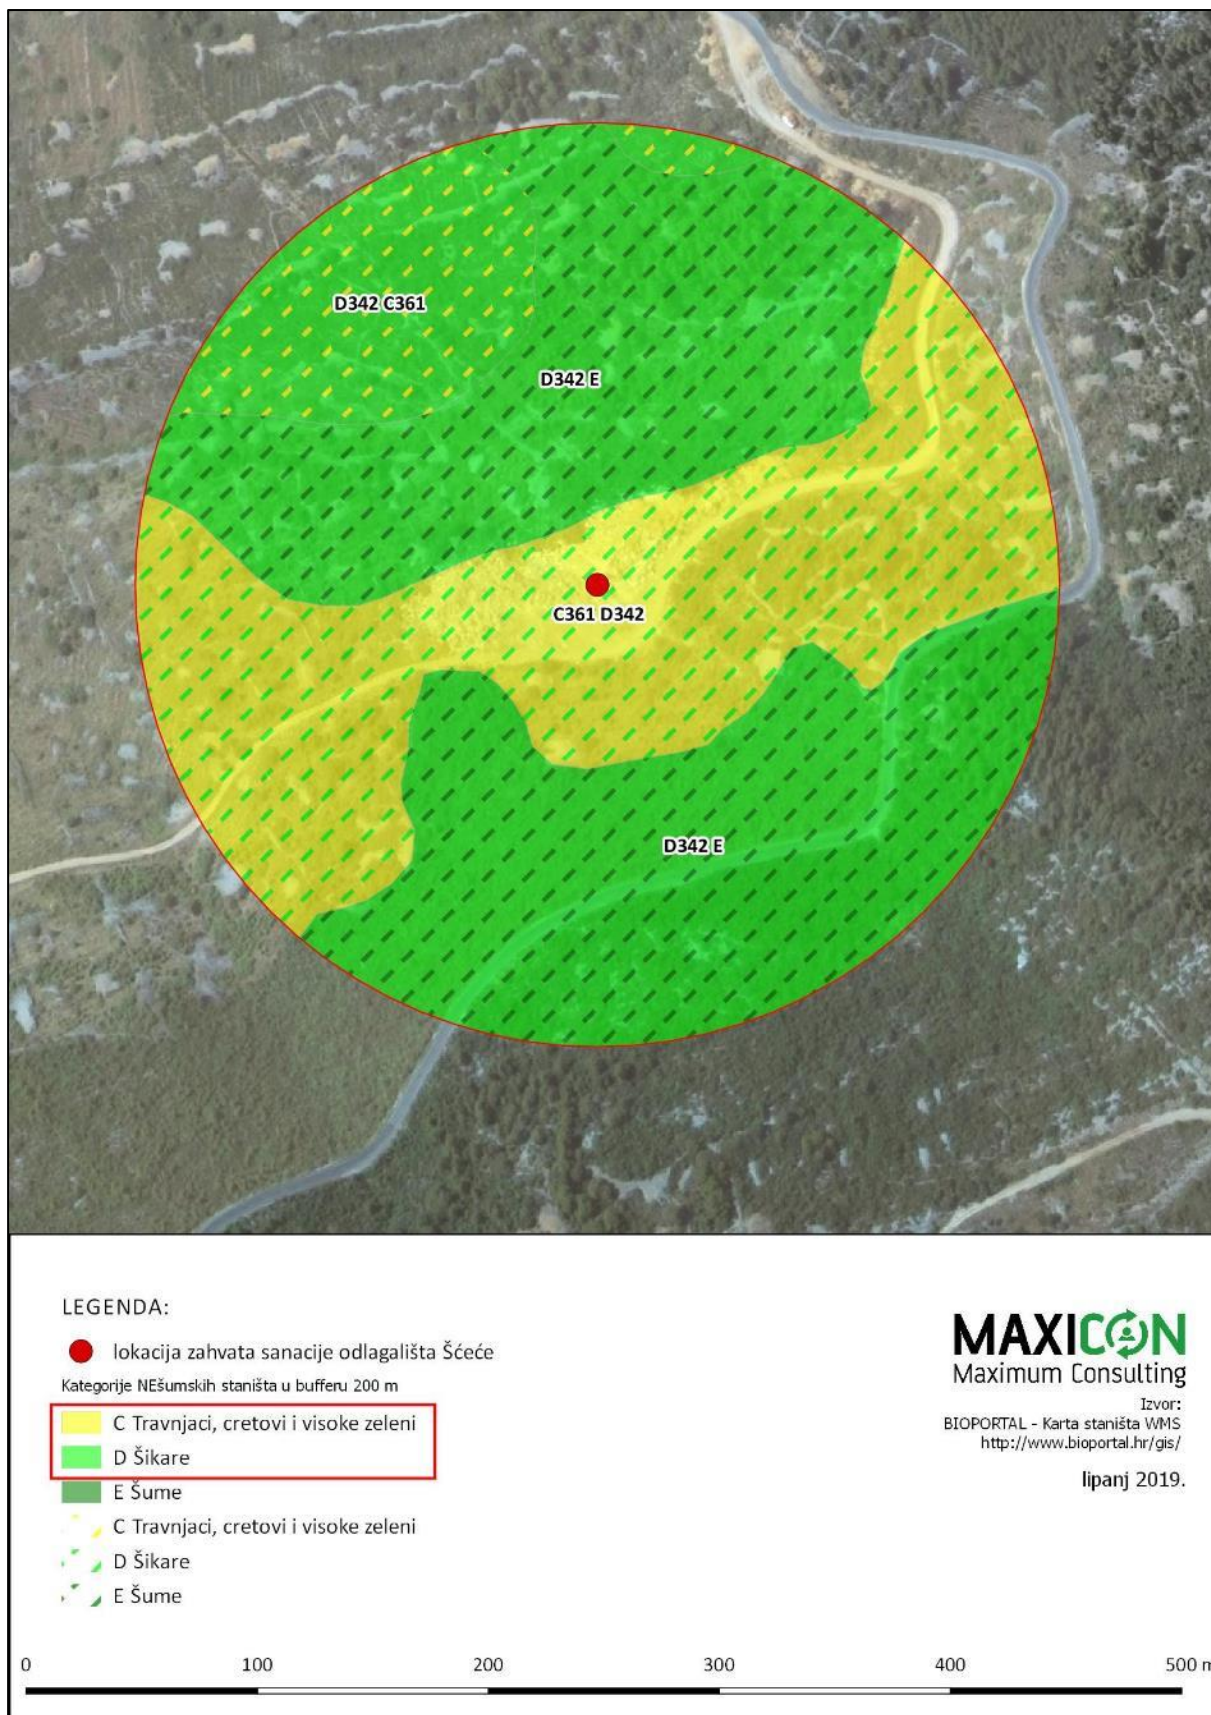 D342 C361
D342 E
C361 D342
D342 E
LEGENDA:
lokacija zahvata sanacije odlagališta Šćeće
Kategorije NEšumskih staništa u bufferu 200 m
C Travnjaci, cretovi i visoke zeleni
D Šikare
E Šume
C Travnjaci, cretovi i visoke zeleni
D Šikare
E Šume
MAXICON
Maximum Consulting
Izvor:
BIOPORTAL - Karta staništa WMS
http://www.bioportal.hr/gis/
lipanj 2019.
0 100 200 300 400 500 m